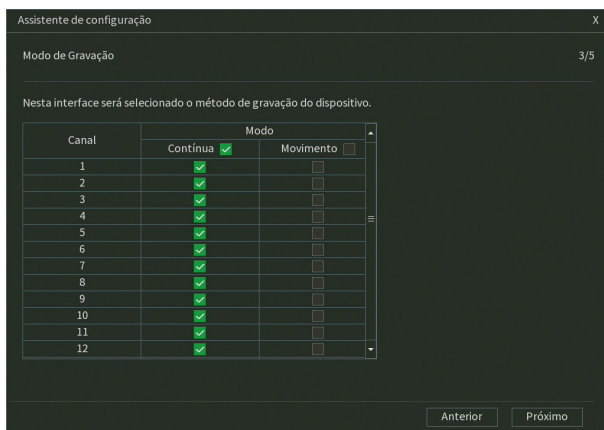 Assistente de configuração X
Modo de Gravação 3/5
Nesta interface será selecionado o método de gravação do dispositivo.
Canal Modo
Contínua Movimento
1
2
3
4
5
6
7
8
9
10
11
12
Anterior Próximo